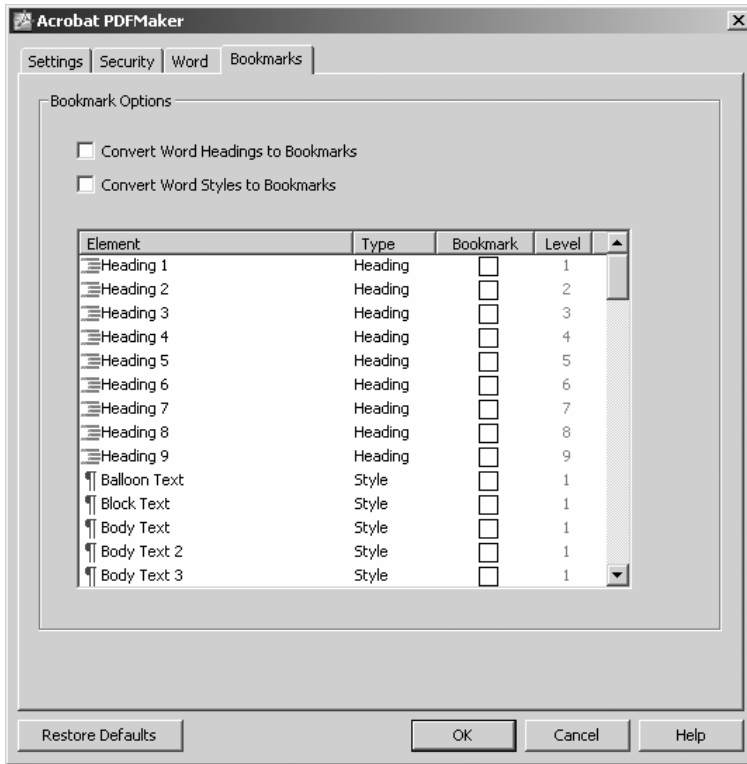 Acrobat PDFMaker
Settings Security Word Bookmarks
Bookmark Options
Convert Word Headings to Bookmarks
Convert Word Styles to Bookmarks
Element Type Bookmark Level
Heading 1 Heading 1
Heading 2 Heading 2
Heading 3 Heading 3
Heading 4 Heading 4
Heading 5 Heading 5
Heading 6 Heading 6
Heading 7 Heading 7
Heading 8 Heading 8
Heading 9 Heading 9
¶ Balloon Text Style 1
¶ Block Text Style 1
¶ Body Text Style 1
¶ Body Text 2 Style 1
¶ Body Text 3 Style 1
Restore Defaults OK Cancel Help